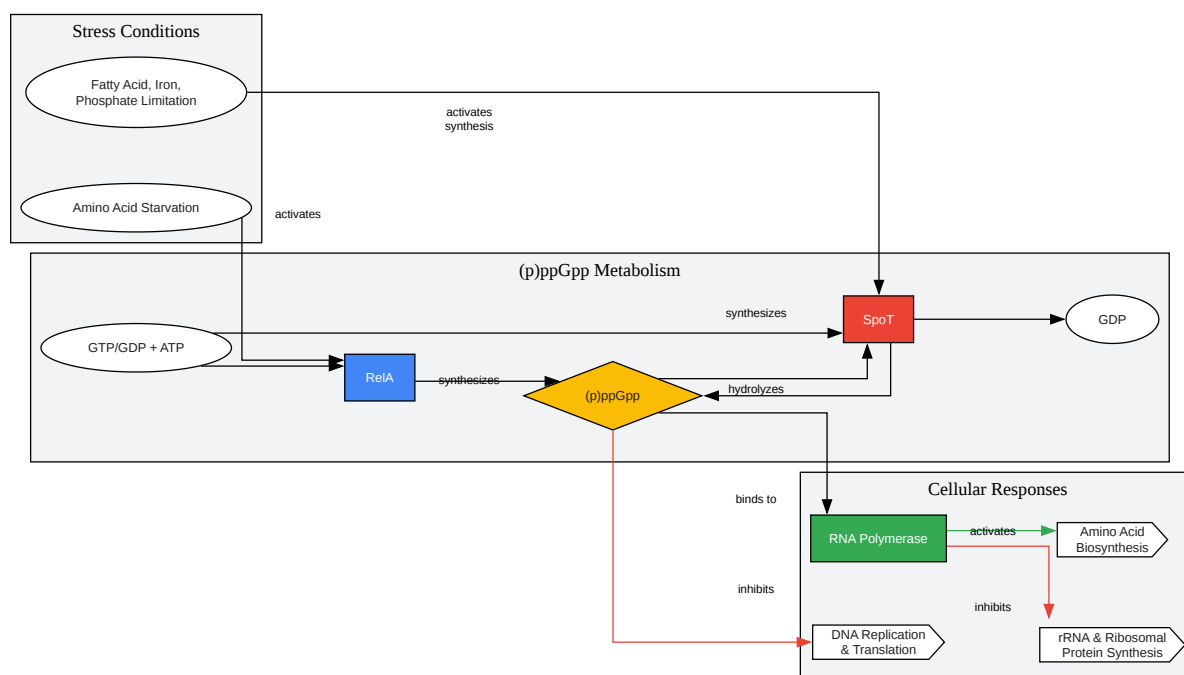 Stress Conditions
Fatty Acid, Iron,
Phosphate Limitation
activates
synthesis
Amino Acid Starvation
activates
(p)ppGpp Metabolism
synthesizes
SpoT
GDP
GTP/GDP + ATP
RelA
synthesizes
(p)ppGpp
hydrolyzes
Cellular Responses
binds to
RNA Polymerase
activates
Amino Acid
Biosynthesis
inhibits
inhibits
DNA Replication
& Translation
rRNA & Ribosomal
Protein Synthesis